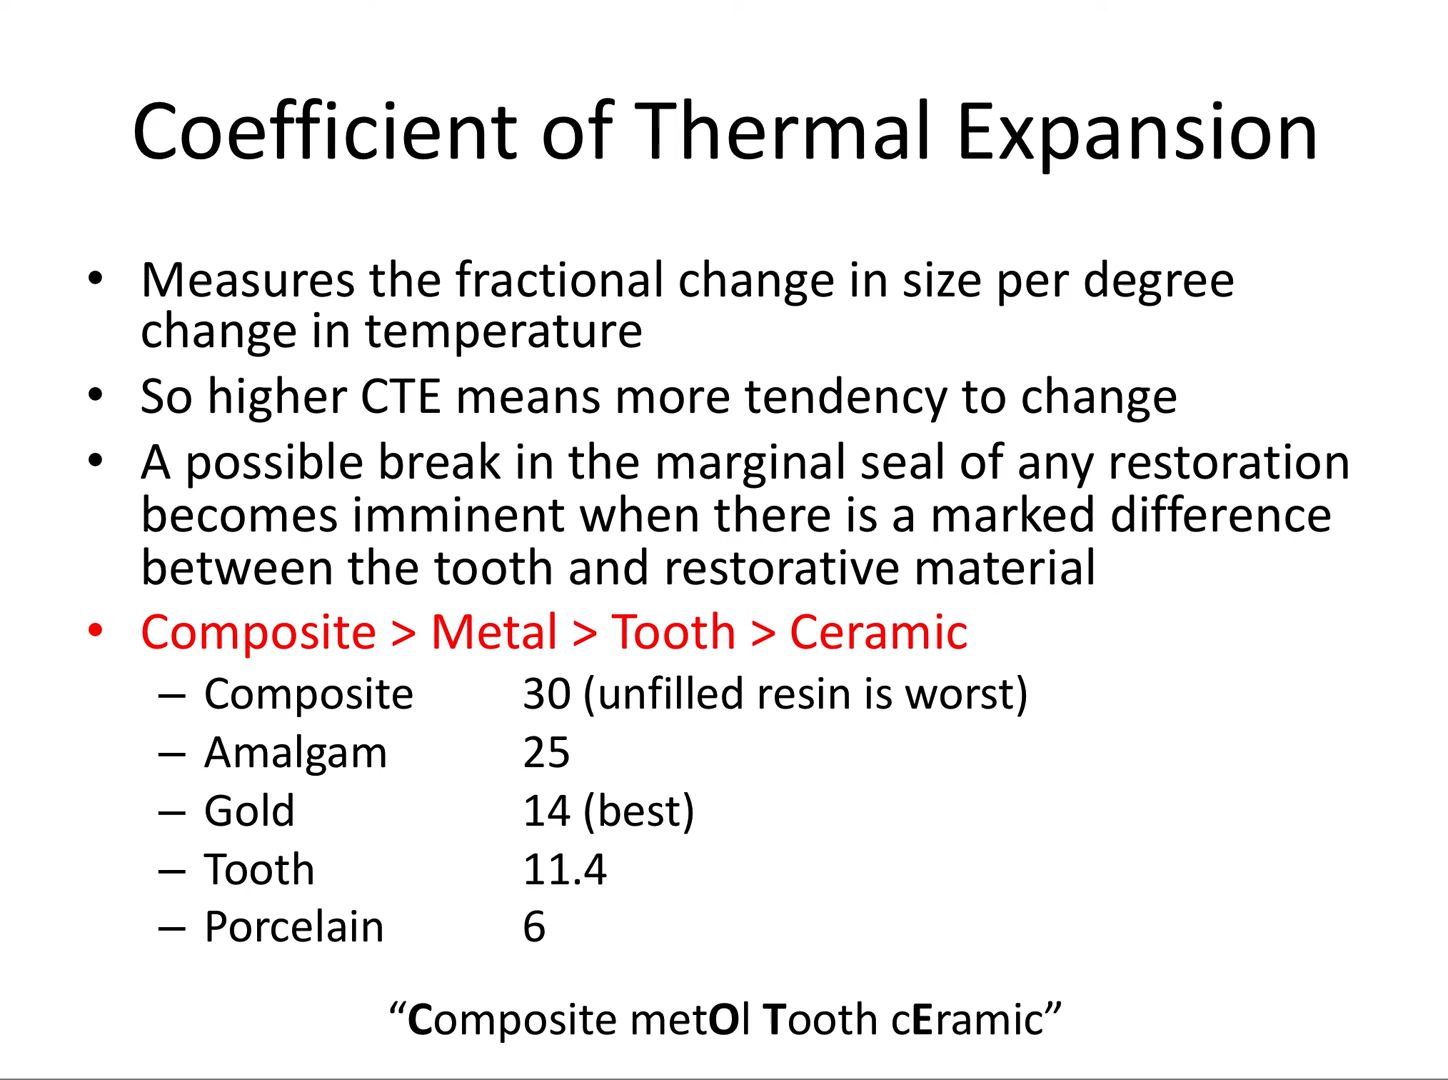 Coefficient of Thermal Expansion
• Measures the fractional change in size per degree
change in temperature
• So higher CTE means more tendency to change
• A possible break in the marginal seal of any restoration
becomes imminent when there is a marked difference
between the tooth and restorative material
• Composite > Metal > Tooth > Ceramic
– Composite 30 (unfilled resin is worst)
– Amalgam 25
– Gold 14 (best)
– Tooth 11.4
– Porcelain 6
“Composite metOl Tooth cEramic”